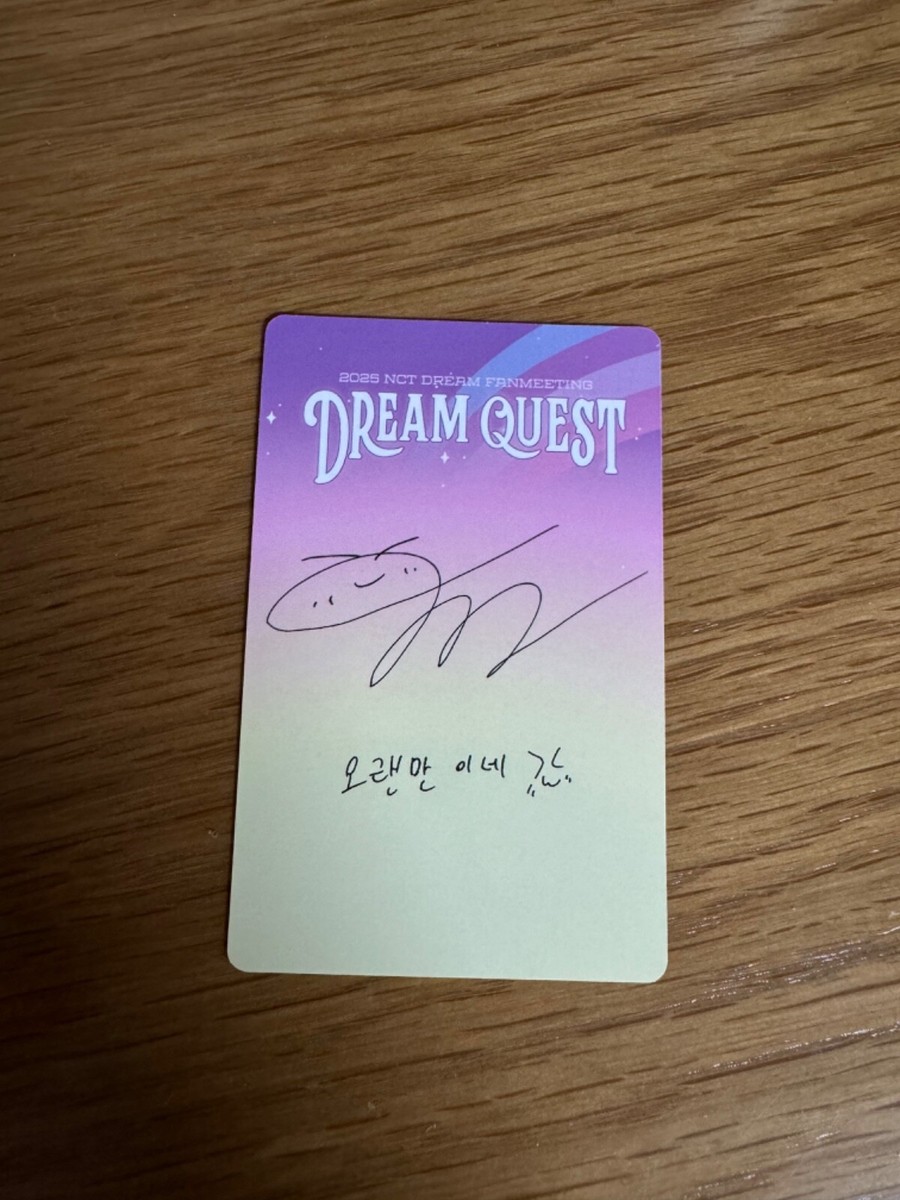 2025 NCT DREAM FANMEETING
DREAM QUEST
오랜만 이네